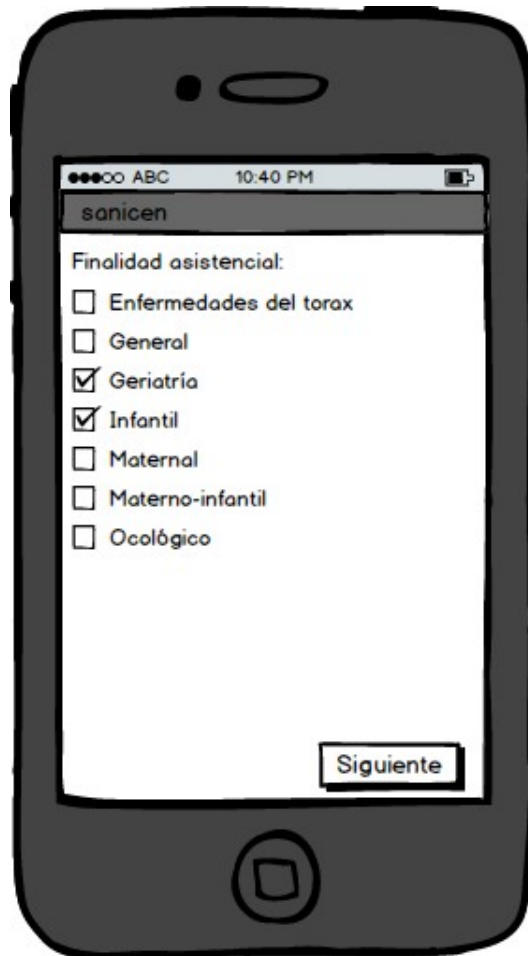 ABC 10:40 PM
sanicen
Finalidad asistencial:
Enfermedades del torax
General
Geriatría
Infantil
Maternal
Materno-infantil
Ocológico
Siguiente